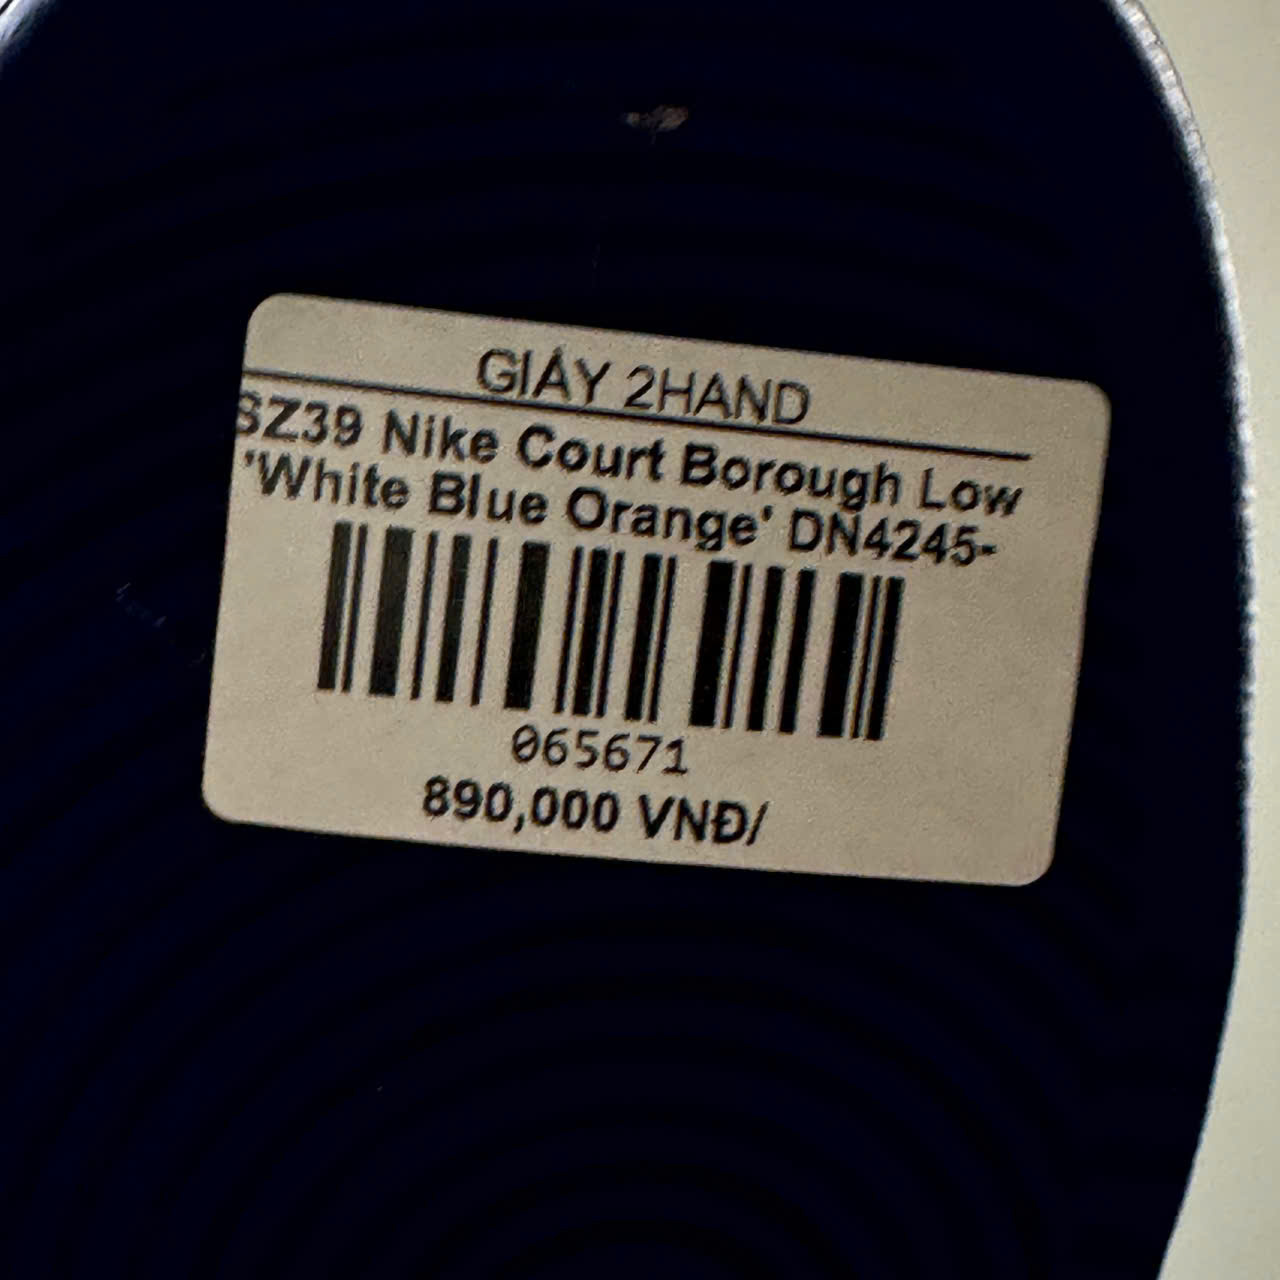 GIÀY 2HAND
SZ39 Nike Court Borough Low
'White Blue Orange' DN4245-
065671
890,000 VNĐ/